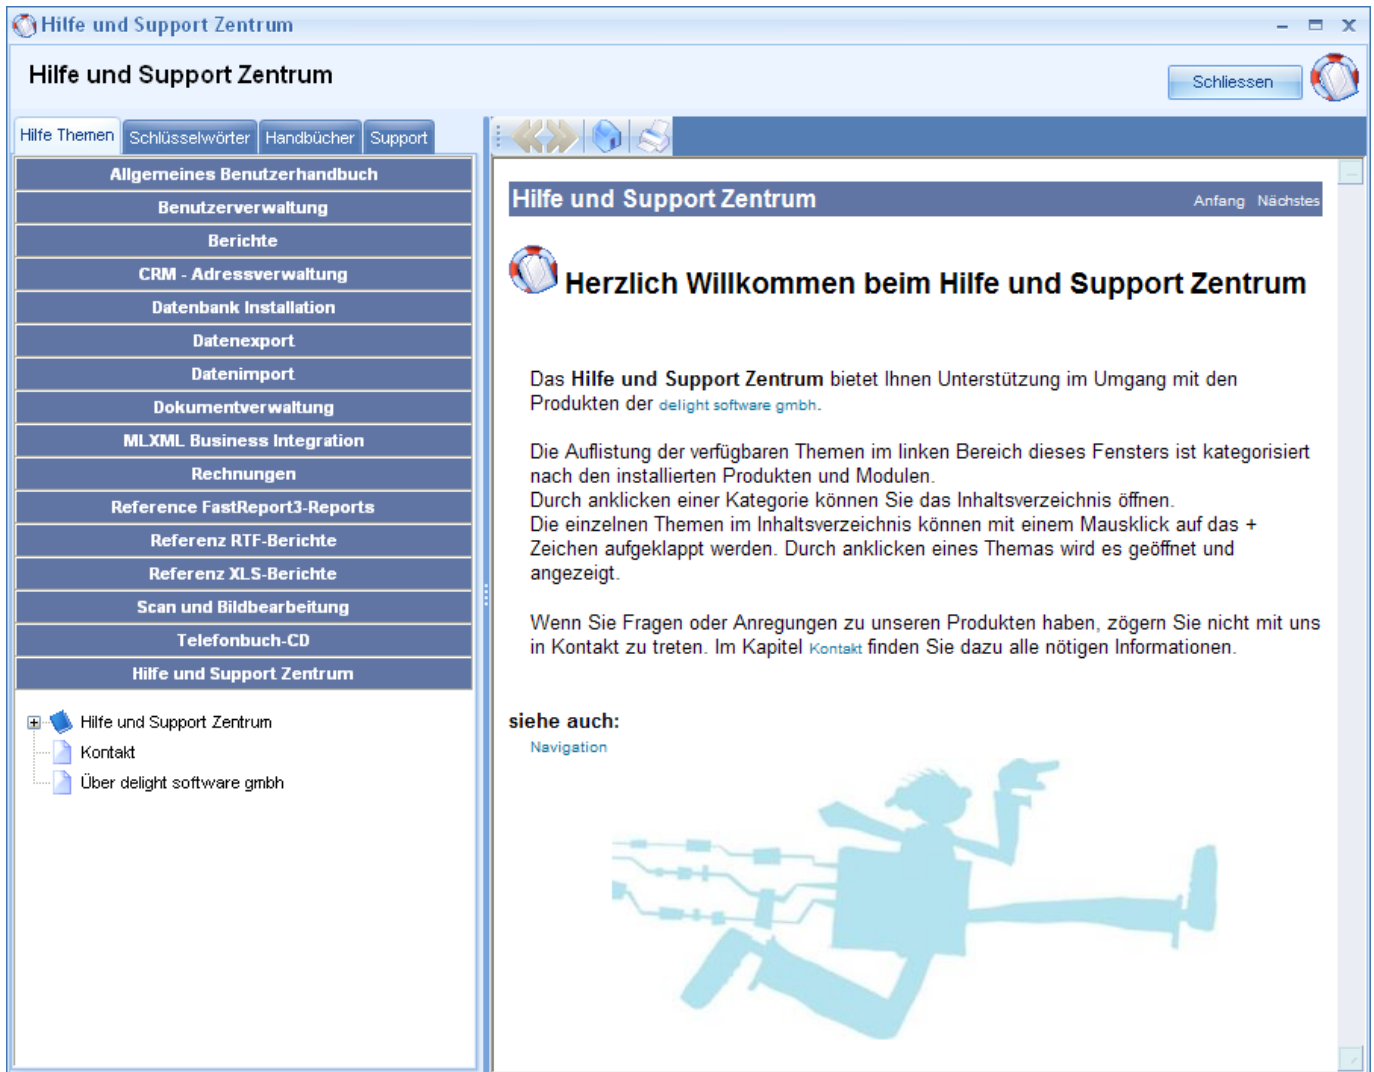 Hilfe und Support Zentrum
Hilfe und Support Zentrum
Schliessen
Hilfe Themen
Schlüsselwörter
Handbücher
Support
Allgemeines Benutzerhandbuch
Benutzerverwaltung
Berichte
CRM - Adressverwaltung
Datenbank Installation
Datenexport
Datenimport
Dokumentverwaltung
MLXML Business Integration
Rechnungen
Reference FastReport3-Reports
Referenz RTF-Berichte
Referenz XLS-Berichte
Scan und Bildbearbeitung
Telefonbuch-CD
Hilfe und Support Zentrum
Hilfe und Support Zentrum
Kontakt
Über delight software gmbh
Hilfe und Support Zentrum
Anfang Nächstes
Herzlich Willkommen beim Hilfe und Support Zentrum
Das Hilfe und Support Zentrum bietet Ihnen Unterstützung im Umgang mit den
Produkten der delight software gmbh.
Die Auflistung der verfügbaren Themen im linken Bereich dieses Fensters ist kategorisiert
nach den installierten Produkten und Modulen.
Durch anklicken einer Kategorie können Sie das Inhaltsverzeichnis öffnen.
Die einzelnen Themen im Inhaltsverzeichnis können mit einem Mausklick auf das +
Zeichen aufgeklappt werden. Durch anklicken eines Themas wird es geöffnet und
angezeigt.
Wenn Sie Fragen oder Anregungen zu unseren Produkten haben, zögern Sie nicht mit uns
in Kontakt zu treten. Im Kapitel Kontakt finden Sie dazu alle nötigen Informationen.
siehe auch:
Navigation